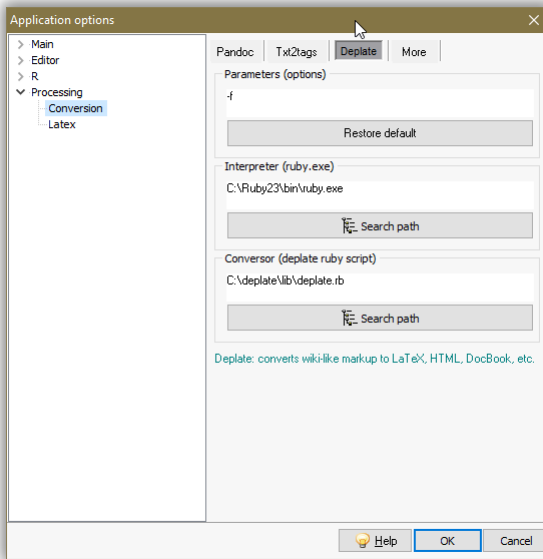 Application options
Main
Editor
R
Processing
Conversion
Latex
Pandoc Txt2tags Deplate More
Parameters (options)
-f
Restore default
Interpreter (ruby.exe)
C:\Ruby23\bin\ruby.exe
Search path
Conversor (deplate ruby script)
C:\deplate\lib\deplate.rb
Search path
Deplate: converts wiki-like markup to LaTeX, HTML, DocBook, etc.
Help OK Cancel